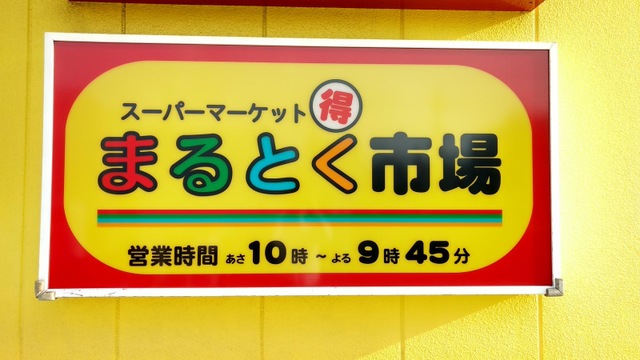 スーパーマーケット 得
まるとく市場
営業時間 あさ 10時～よる 9時45分